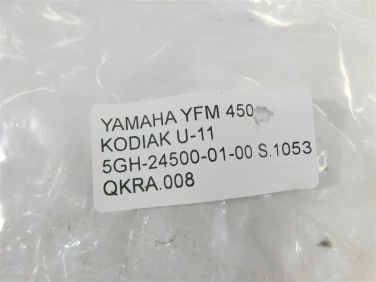 YAMAHA YFM 450
KODIAK U-11
5GH-24500-01-00 S.1053
QKRA.008